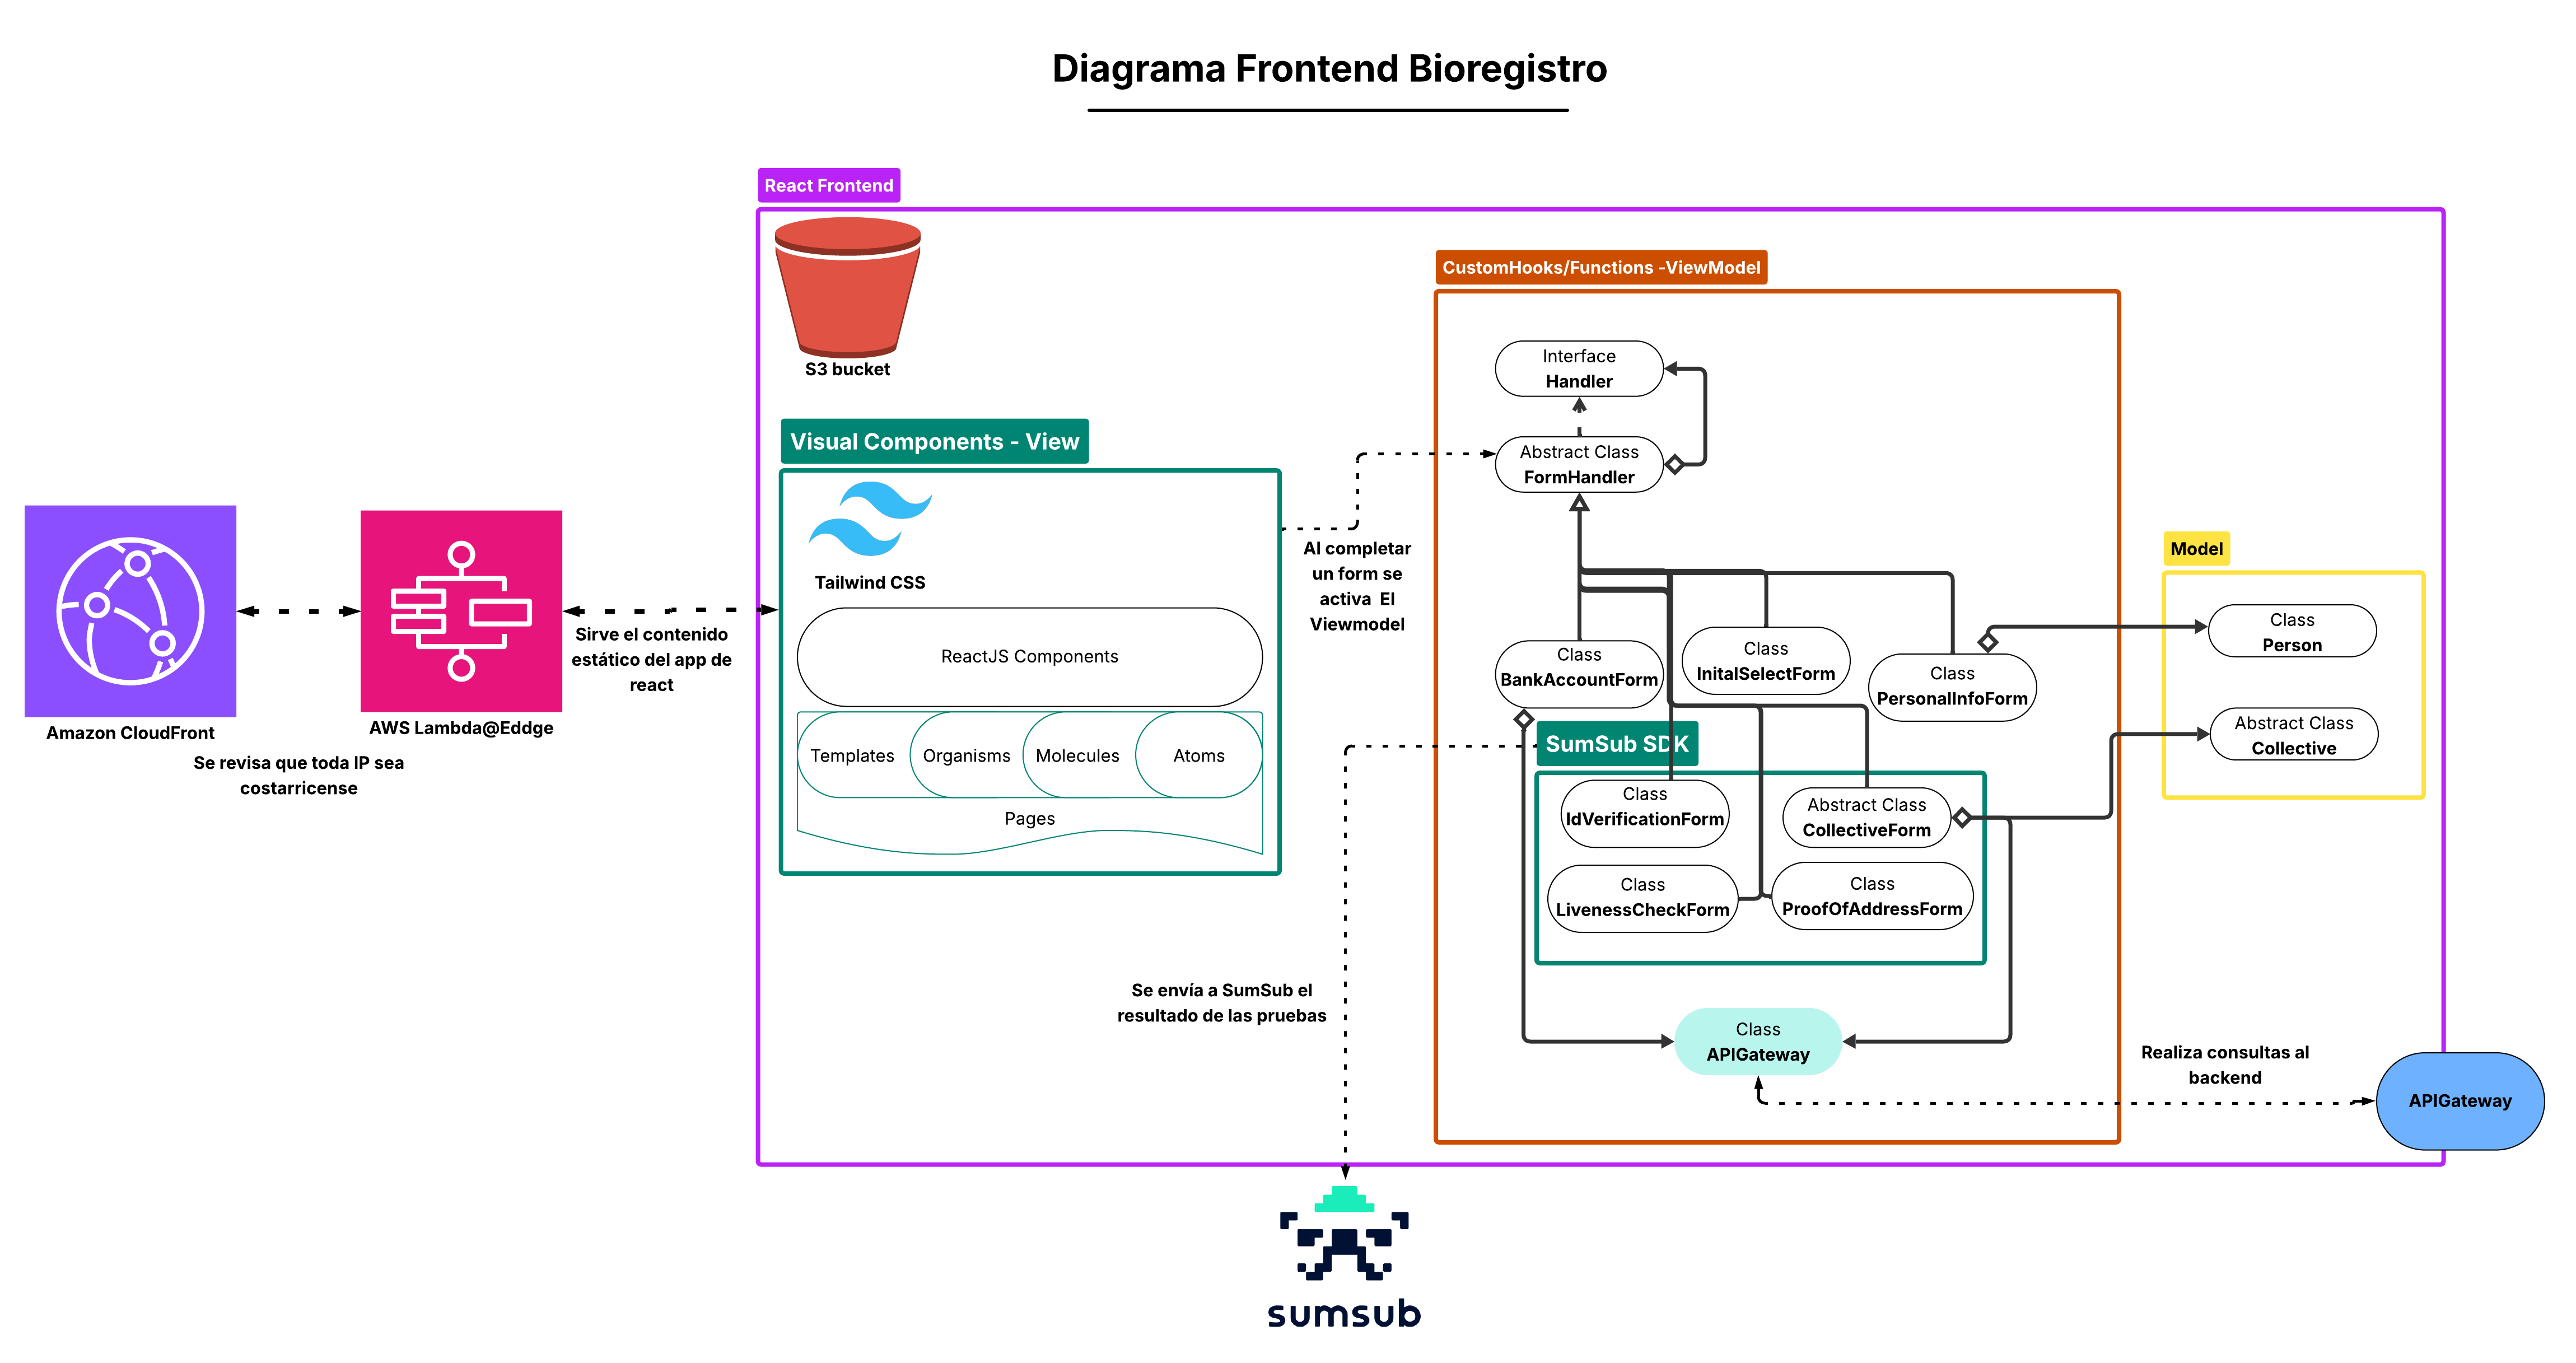 Diagrama Frontend Bioregistro
React Frontend
S3 bucket
Visual Components - View
Tailwind CSS
ReactJS Components
Templates
Organisms
Molecules
Atoms
Pages
Amazon CloudFront
AWS Lambda@Eddge
Se revisa que toda IP sea
costarricense
Sirve el contenido
estático del app de
react
Al completar
un form se
activa El
Viewmodel
CustomHooks/Functions -ViewModel
Interface
Handler
Abstract Class
FormHandler
Class
BankAccountForm
Class
InitalSelectForm
Class
PersonalInfoForm
SumSub SDK
Class
IdVerificationForm
Abstract Class
CollectiveForm
Class
LivenessCheckForm
Class
ProofOfAddressForm
Class
APIGateway
Model
Class
Person
Abstract Class
Collective
Se envía a SumSub el
resultado de las pruebas
Realiza consultas al
backend
APIGateway
sumsub